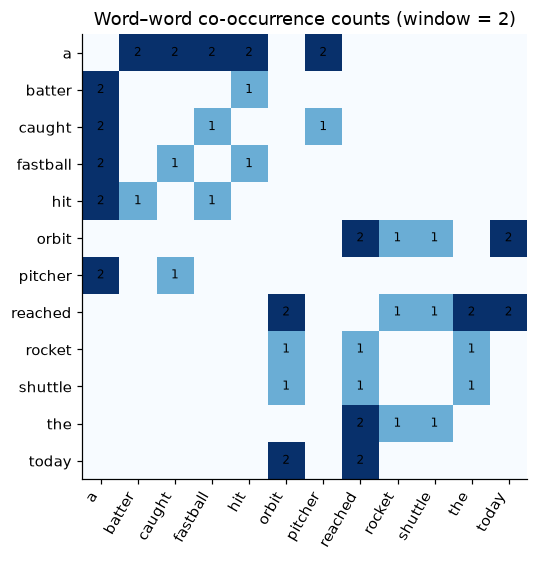 Word–word co-occurrence counts (window = 2)
a 2 2 2 2 2
batter 2 1
caught 2 1 1
fastball 2 1 1
hit 2 1 1
orbit 2 1 1 2
pitcher 2 1
reached 2 1 1 2 2
rocket 1 1 1
shuttle 1 1 1
the 2 1 1
today 2 2
a batter caught fastball hit orbit pitcher reached rocket shuttle the today